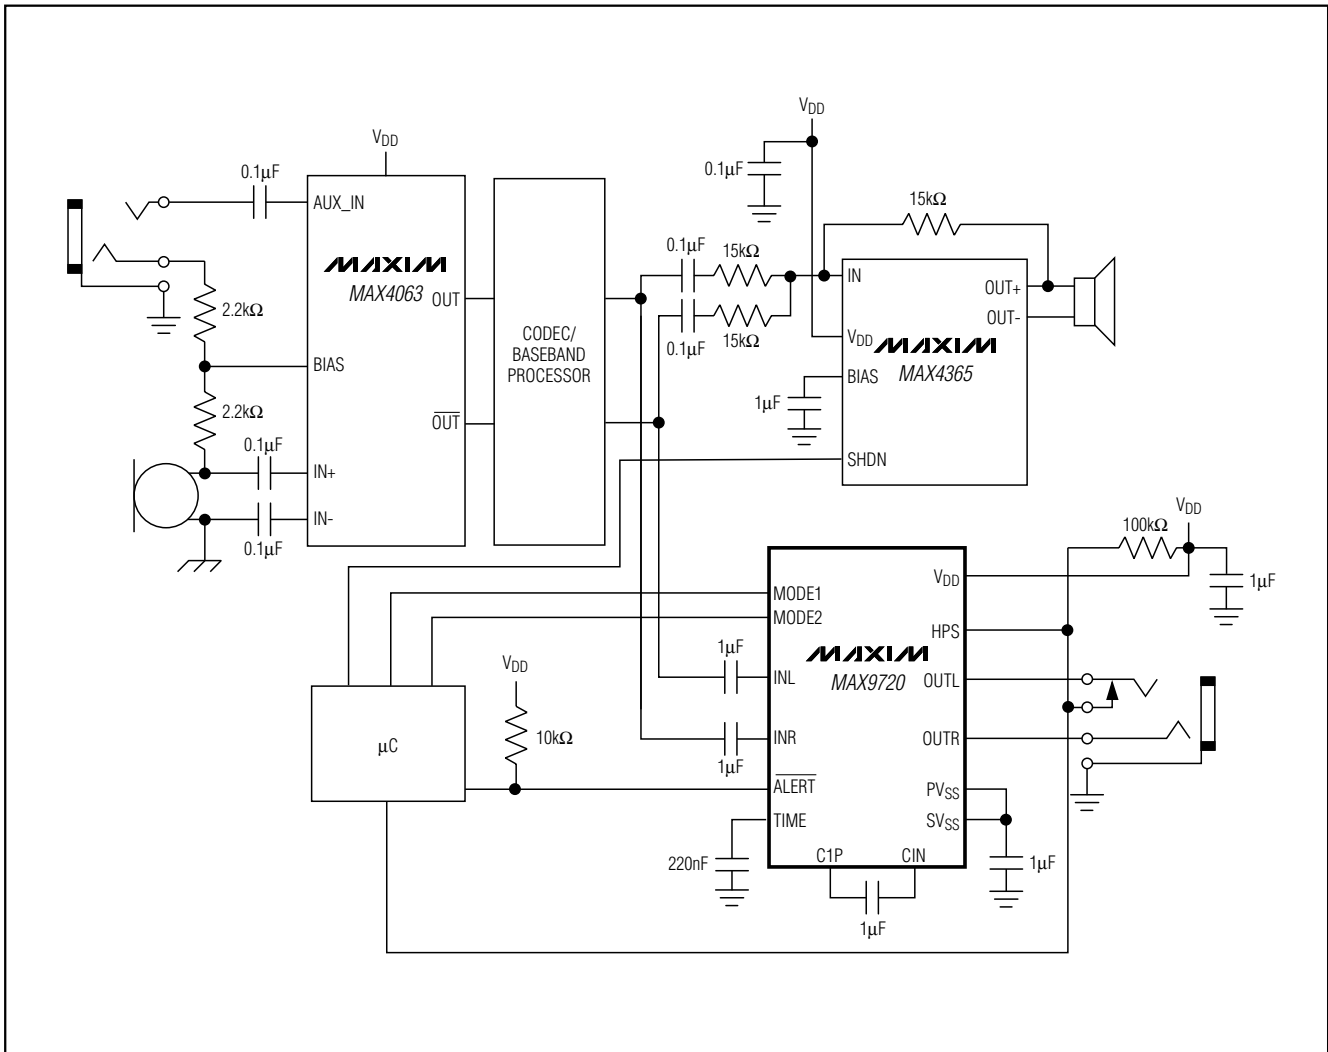 VDD
0.1µF
AUX_IN
MAXIM
MAX4063
OUT
2.2kΩ
BIAS
2.2kΩ
OUT
0.1µF
IN+
IN-
0.1µF
CODEC/
BASEBAND
PROCESSOR
VDD
0.1µF
15kΩ
0.1µF
15kΩ
0.1µF
15kΩ
IN
OUT+
OUT-
VDD
MAXIM
MAX4365
BIAS
1µF
SHDN
VDD
100kΩ
1µF
VDD
MODE1
MODE2
HPS
MAXIM
MAX9720
1µF
INL
OUTL
INR
1µF
OUTR
VDD
10kΩ
µC
ALERT
PVSS
TIME
SVSS
220nF
C1P
CIN
1µF
1µF